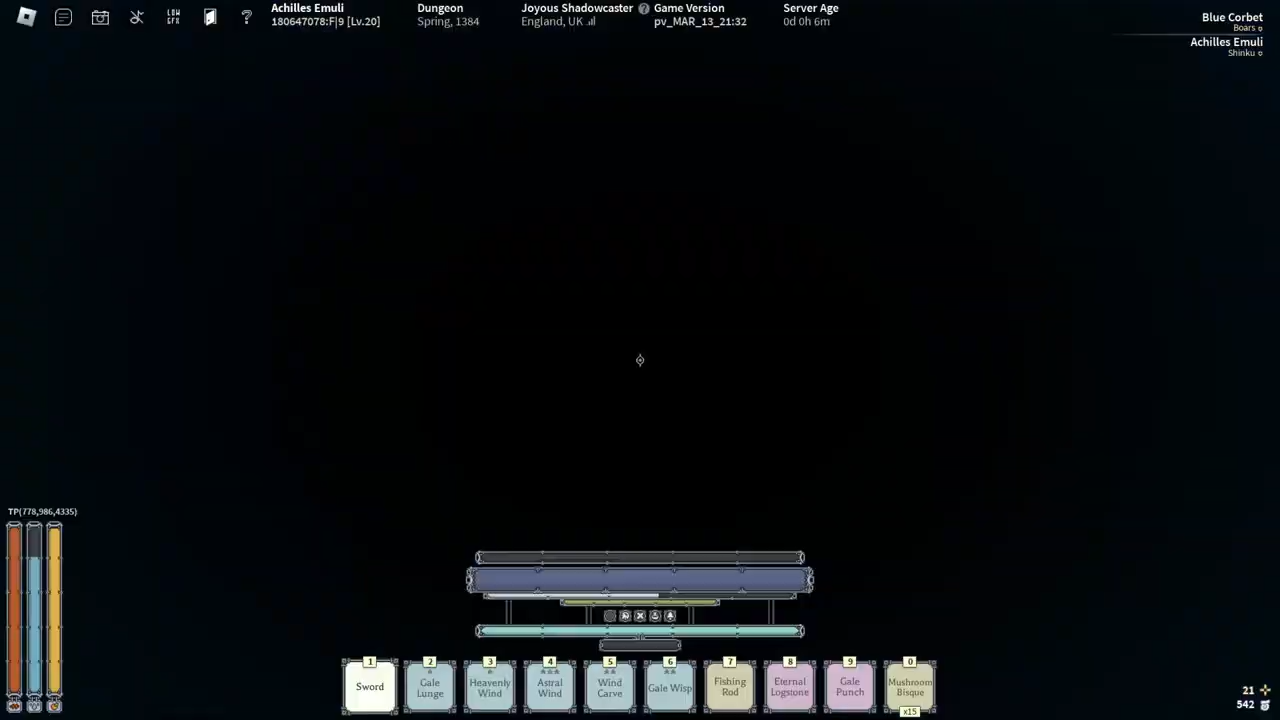 LOW
GFX
?
Achilles Emuli
180647078:F|9 [Lv.20]
Dungeon
Spring, 1384
Joyous Shadowcaster ?
England, UK
Game Version
pv_MAR_13_21:32
Server Age
0d 0h 6m
Blue Corbet
Boars
Achilles Emuli
Shinku
TP(778,986,4335)
1
Sword
2
Gale
Lunge
3
Heavenly
Wind
4
Astral
Wind
5
Wind
Carve
6
Gale Wisp
7
Fishing
Rod
8
Eternal
Logstone
9
Gale
Punch
0
Mushroom
Bisque
x15
21
542